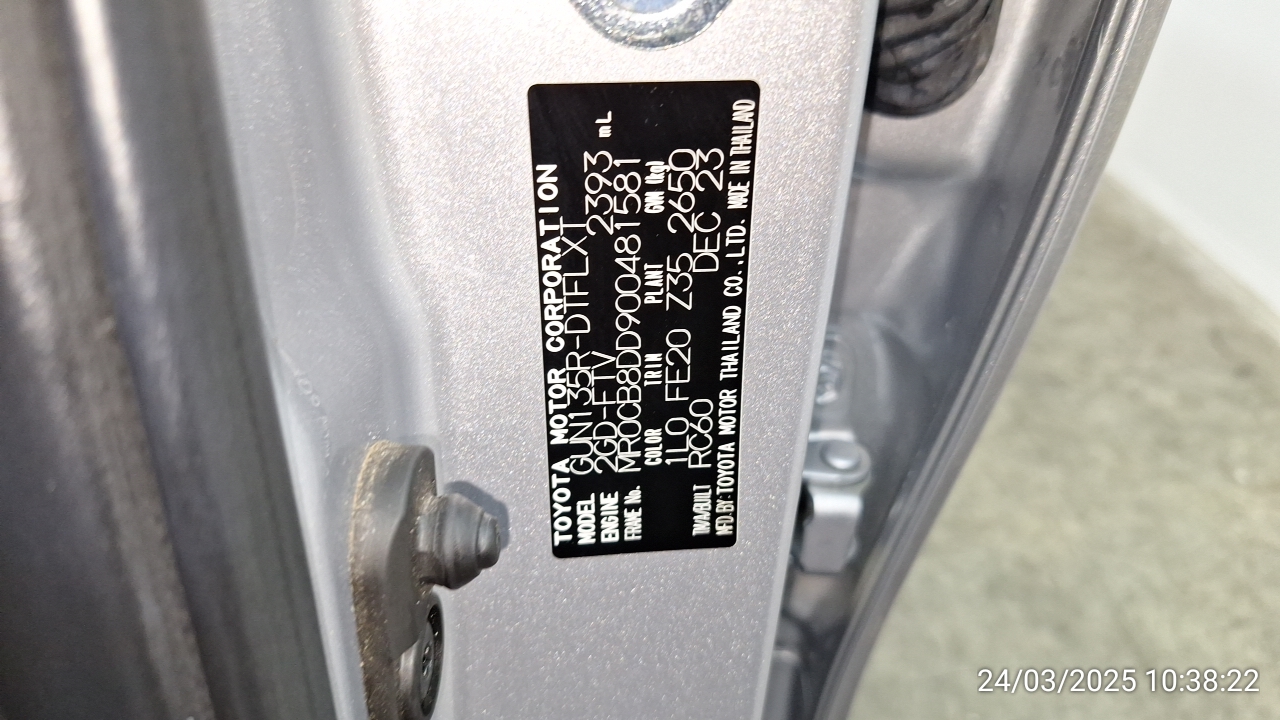 TOYOTA MOTOR CORPORATION
MODEL GUN135R-DTFLXT
ENGINE 2GD-FTV 2393 mL
FRAME No. MR0CB8DD900481581
COLOR TRIM PLANT GVW (kg)
1L0 FE20 Z35 2650
TMA/BUILT RC60 DEC 23
MFD.BY:TOYOTA MOTOR THAILAND CO.,LTD. MADE IN THAILAND
24/03/2025 10:38:22